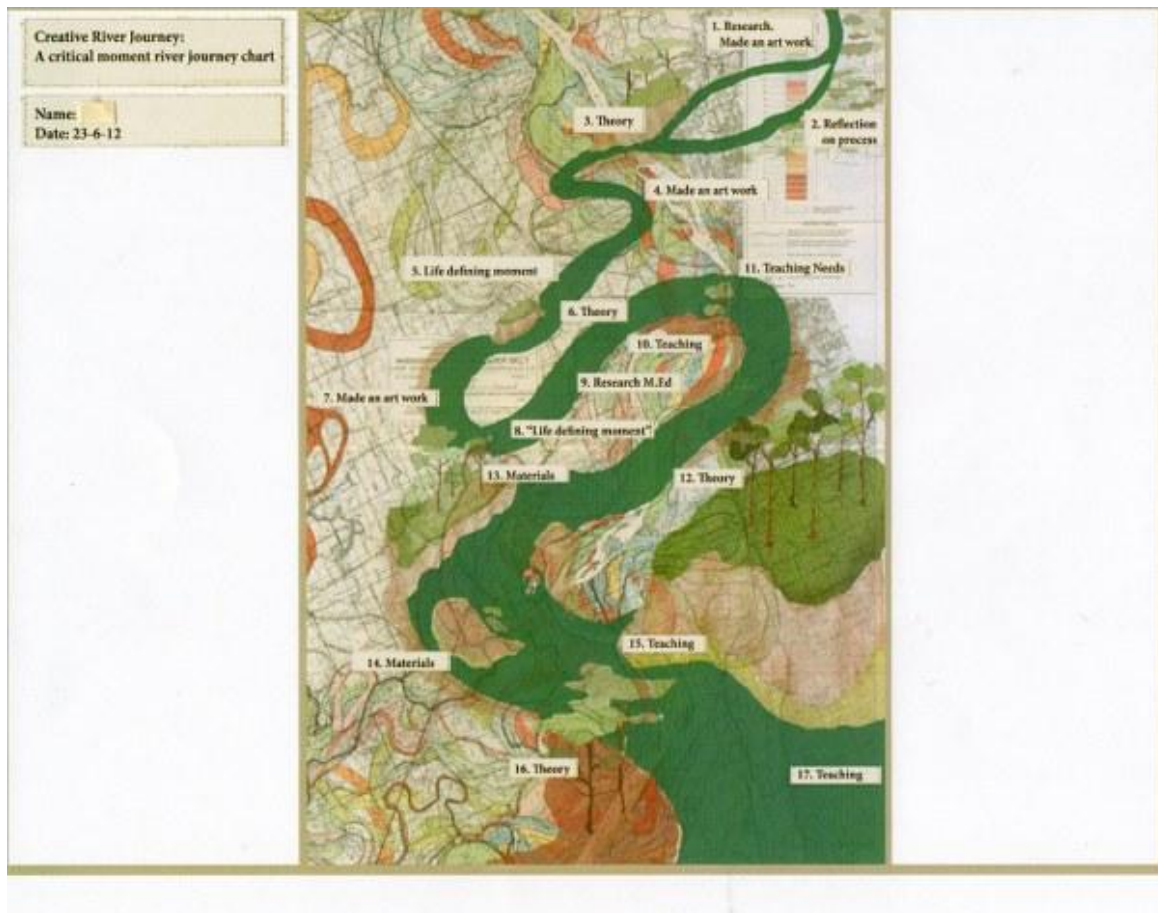 Creative River Journey:
A critical moment river journey chart
Name:
Date: 23-6-12
1. Research.
Made an art work
2. Reflection
on process
3. Theory
4. Made an art work
5. Life defining moment
11. Teaching Needs
6. Theory
10. Teaching
9. Research M.Ed
7. Made an art work
8. "Life defining moment"
13. Materials
12. Theory
15. Teaching
14. Materials
16. Theory
17. Teaching